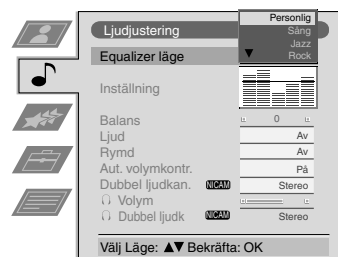 Ljudjustering
Personlig
Sång
Jazz
Rock
Equalizer läge
Inställning
Balans 0
Ljud Av
Rymd Av
Aut. volymkontr. På
Dubbel ljudkan. NICAM Stereo
Volym
Dubbel ljudk NICAM Stereo
Välj Läge: ▲▼ Bekräfta: OK